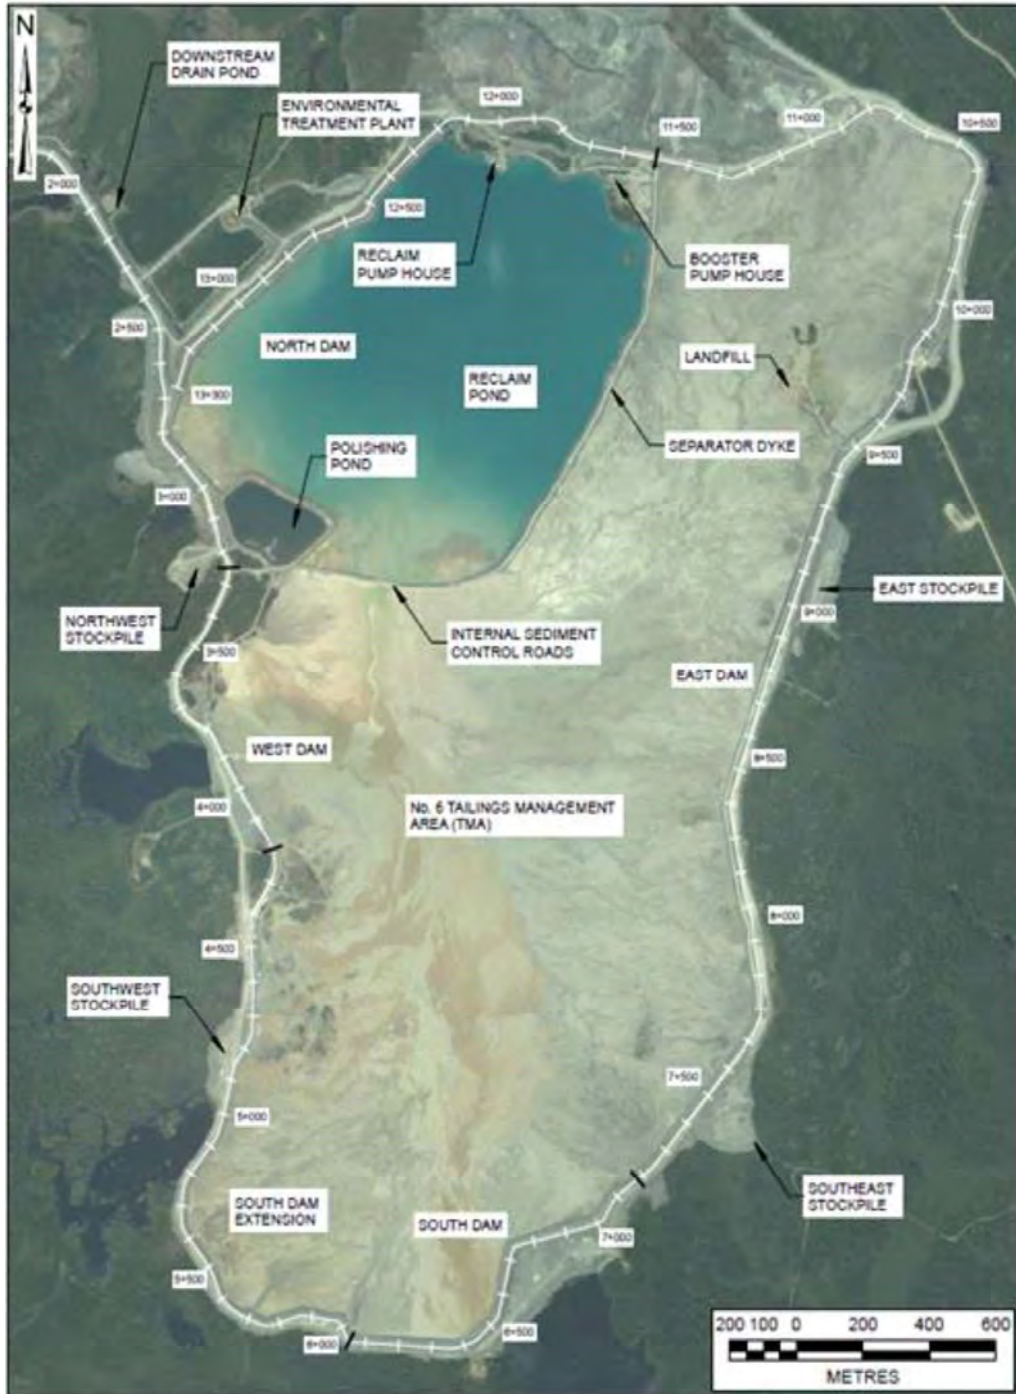 N
DOWNSTREAM
DRAIN POND
12+000
ENVIRONMENTAL
TREATMENT PLANT
11+500
11+000
10+500
2+000
12+500
RECLAIM
PUMP HOUSE
BOOSTER
PUMP HOUSE
13+000
10+000
2+500
NORTH DAM
LANDFILL
RECLAIM
POND
SEPARATOR DYKE
POLISHING
POND
9+500
3+000
EAST STOCKPILE
9+000
NORTHWEST
STOCKPILE
INTERNAL SEDIMENT
CONTROL ROADS
3+500
EAST DAM
WEST DAM
8+500
4+000
No. 6 TAILINGS MANAGEMENT
AREA (TMA)
8+000
4+500
SOUTHWEST
STOCKPILE
7+500
5+000
SOUTHEAST
STOCKPILE
SOUTH DAM
EXTENSION
SOUTH DAM
7+000
5+500
6+500
6+000
200 100 0 200 400 600
METRES